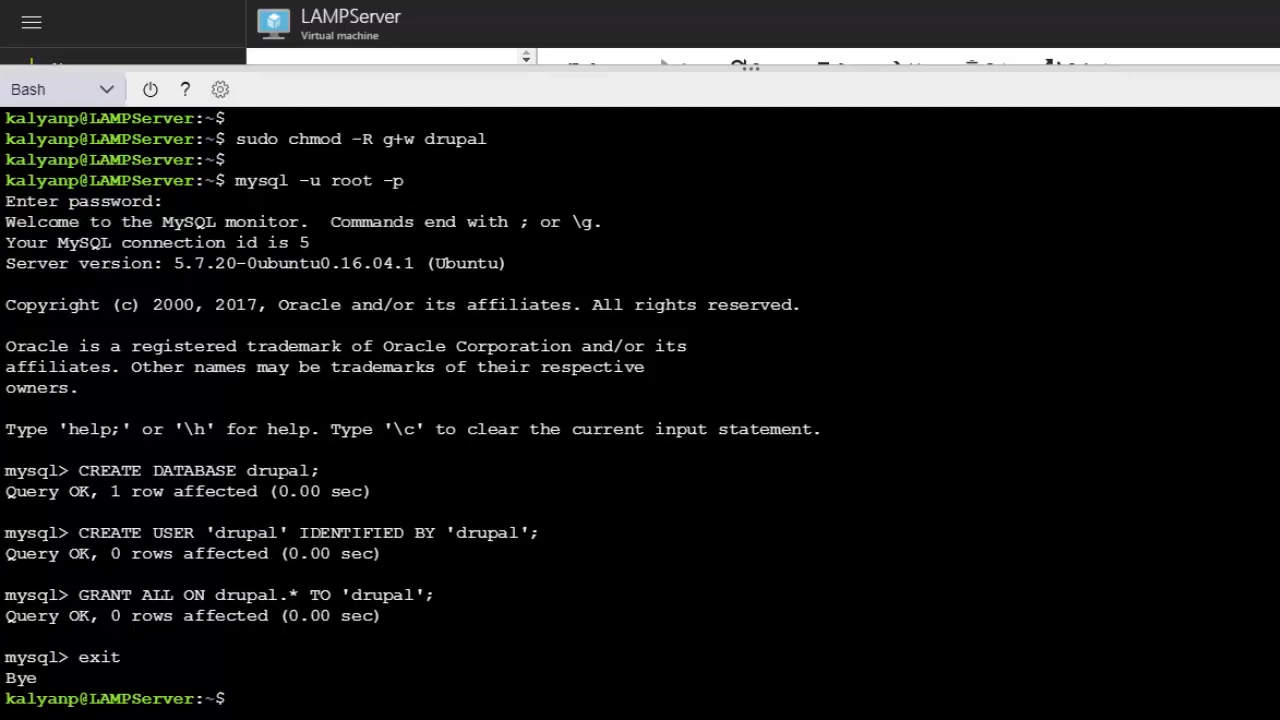 LAMPServer
Virtual machine
Bash
?
kalyanp@LAMPServer:~$
kalyanp@LAMPServer:~$ sudo chmod -R g+w drupal
kalyanp@LAMPServer:~$
kalyanp@LAMPServer:~$ mysql -u root -p
Enter password:
Welcome to the MySQL monitor.  Commands end with ; or \g.
Your MySQL connection id is 5
Server version: 5.7.20-0ubuntu0.16.04.1 (Ubuntu)
Copyright (c) 2000, 2017, Oracle and/or its affiliates. All rights reserved.
Oracle is a registered trademark of Oracle Corporation and/or its
affiliates. Other names may be trademarks of their respective
owners.
Type 'help;' or '\h' for help. Type '\c' to clear the current input statement.
mysql> CREATE DATABASE drupal;
Query OK, 1 row affected (0.00 sec)
mysql> CREATE USER 'drupal' IDENTIFIED BY 'drupal';
Query OK, 0 rows affected (0.00 sec)
mysql> GRANT ALL ON drupal.* TO 'drupal';
Query OK, 0 rows affected (0.00 sec)
mysql> exit
Bye
kalyanp@LAMPServer:~$